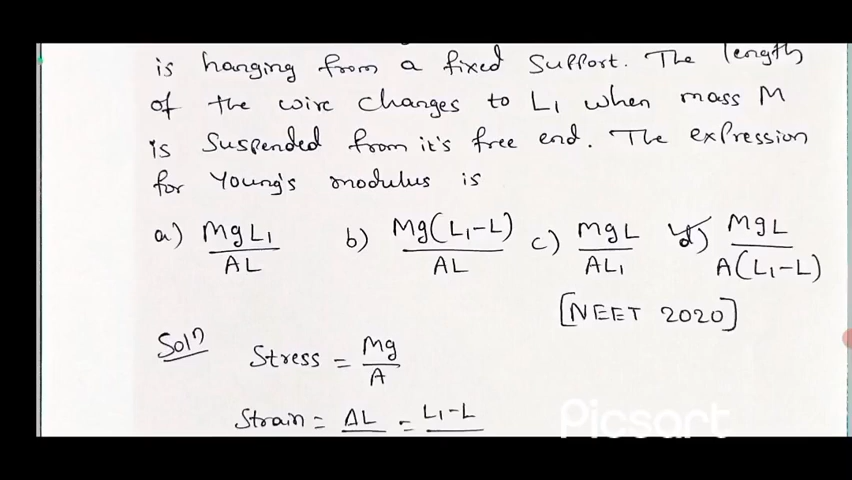 is hanging from a fixed support. The length
of the wire changes to L₁ when mass M
is suspended from it's free end. The expression
for Young's modulus is
a) MgL₁/AL b) Mg(L₁-L)/AL c) MgL/AL₁ d) MgL/A(L₁-L)
[NEET 2020]
Solⁿ
Stress = Mg/A
Strain = ΔL = L₁-L
Picsart